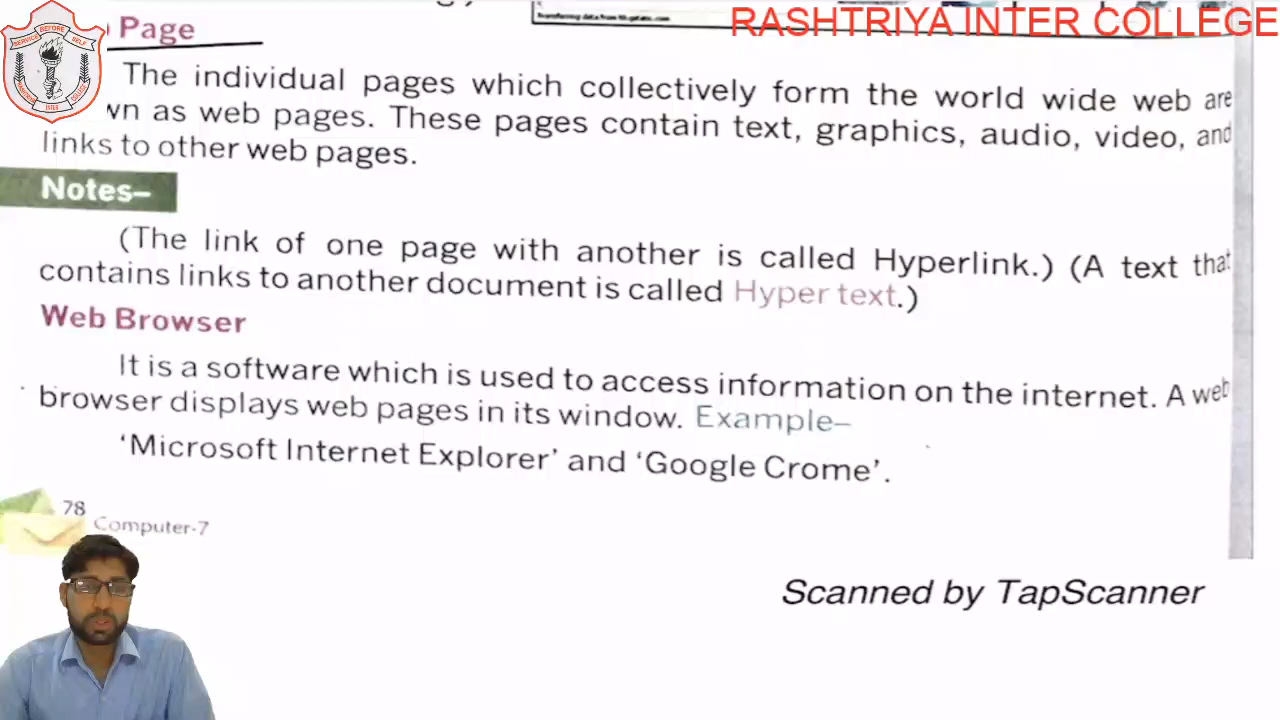 RASHTRIYA INTER COLLEGE
SERVICE BEFORE SELF
Page
The individual pages which collectively form the world wide web are
wn as web pages. These pages contain text, graphics, audio, video, and
links to other web pages.
Notes–
(The link of one page with another is called Hyperlink.) (A text that
contains links to another document is called Hyper text.)
Web Browser
It is a software which is used to access information on the internet. A web
browser displays web pages in its window. Example–
‘Microsoft Internet Explorer’ and ‘Google Crome’.
78
Computer-7
Scanned by TapScanner